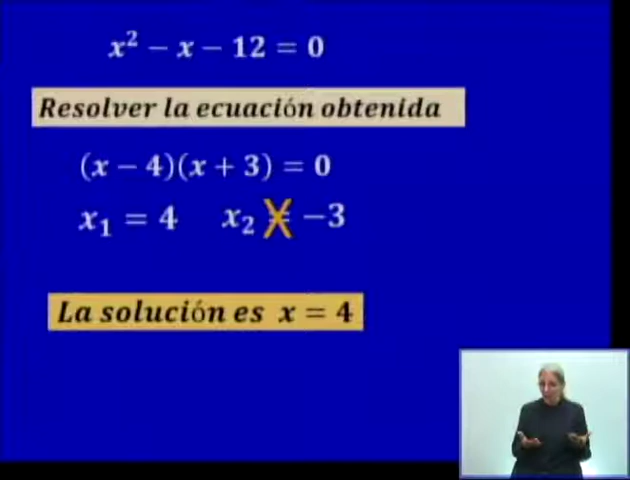 x² − x − 12 = 0
Resolver la ecuación obtenida
(x − 4)(x + 3) = 0
x₁ = 4 x₂ = −3
La solución es x = 4